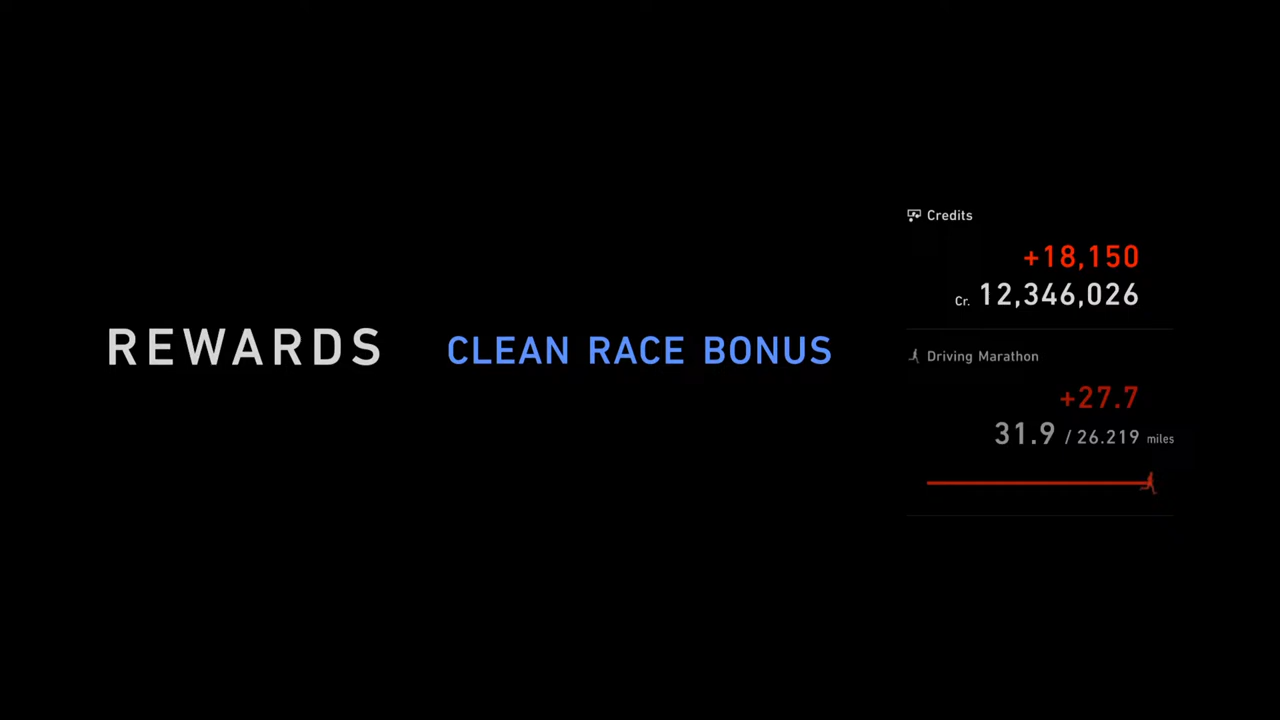 REWARDS
CLEAN RACE BONUS
Credits
+18,150
Cr. 12,346,026
Driving Marathon
+27.7
31.9 / 26.219 miles